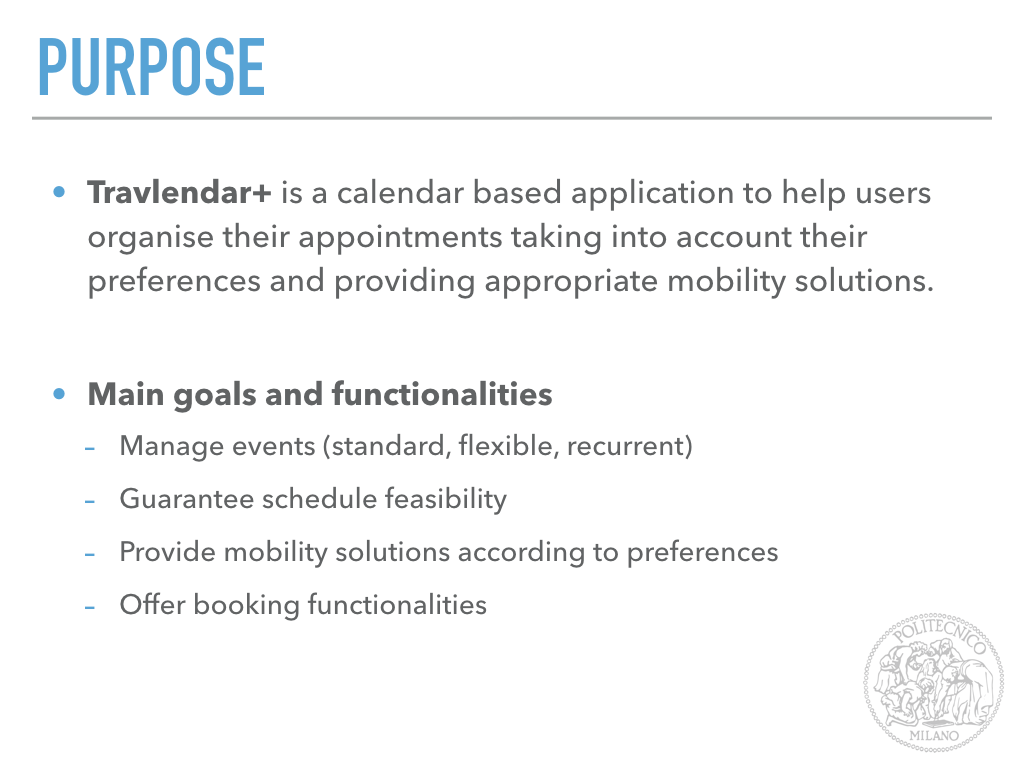 PURPOSE
• Travlendar+ is a calendar based application to help users
organise their appointments taking into account their
preferences and providing appropriate mobility solutions.
• Main goals and functionalities
– Manage events (standard, flexible, recurrent)
– Guarantee schedule feasibility
– Provide mobility solutions according to preferences
– Offer booking functionalities
POLITECNICO
MILANO